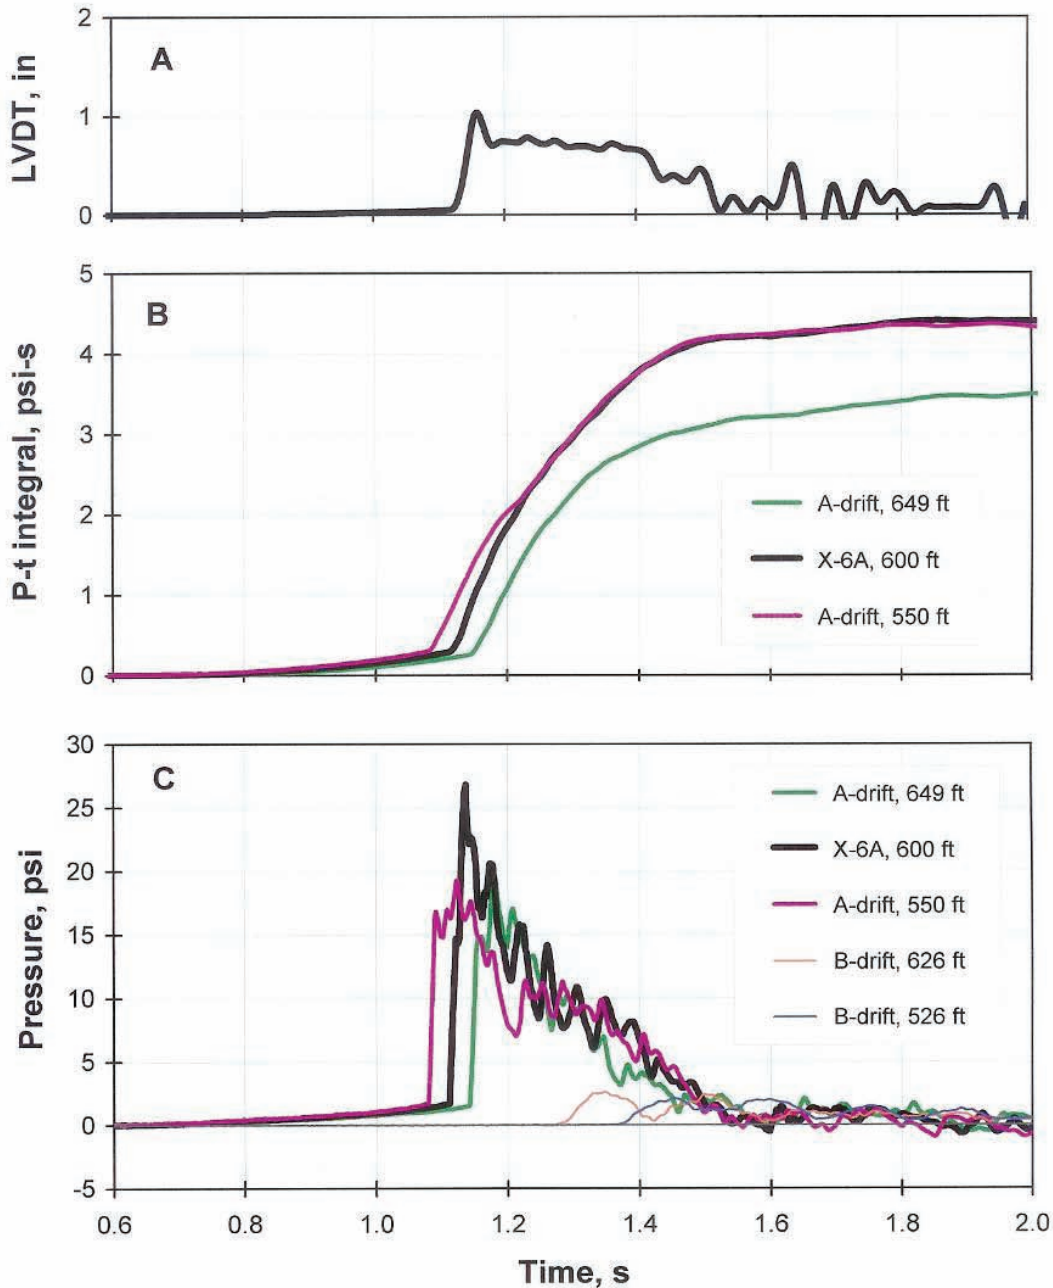 A
LVDT, in
2
1
0
B
P-t integral, psi-s
5
4
3
2
1
0
A-drift, 649 ft
X-6A, 600 ft
A-drift, 550 ft
C
Pressure, psi
30
25
20
15
10
5
0
-5
A-drift, 649 ft
X-6A, 600 ft
A-drift, 550 ft
B-drift, 626 ft
B-drift, 526 ft
0.6 0.8 1.0 1.2 1.4 1.6 1.8 2.0
Time, s